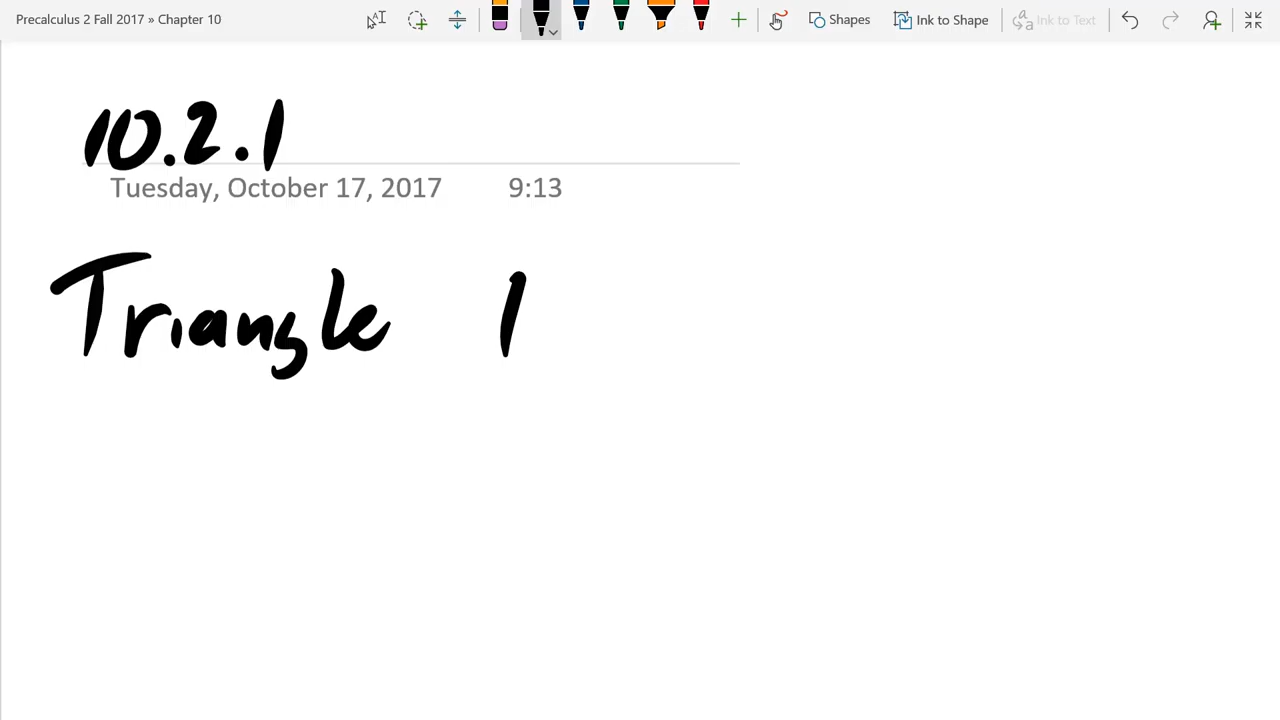 Precalculus 2 Fall 2017 » Chapter 10
Shapes
Ink to Shape
Ink to Text
10.2.1
Tuesday, October 17, 2017 9:13
Triangle 1